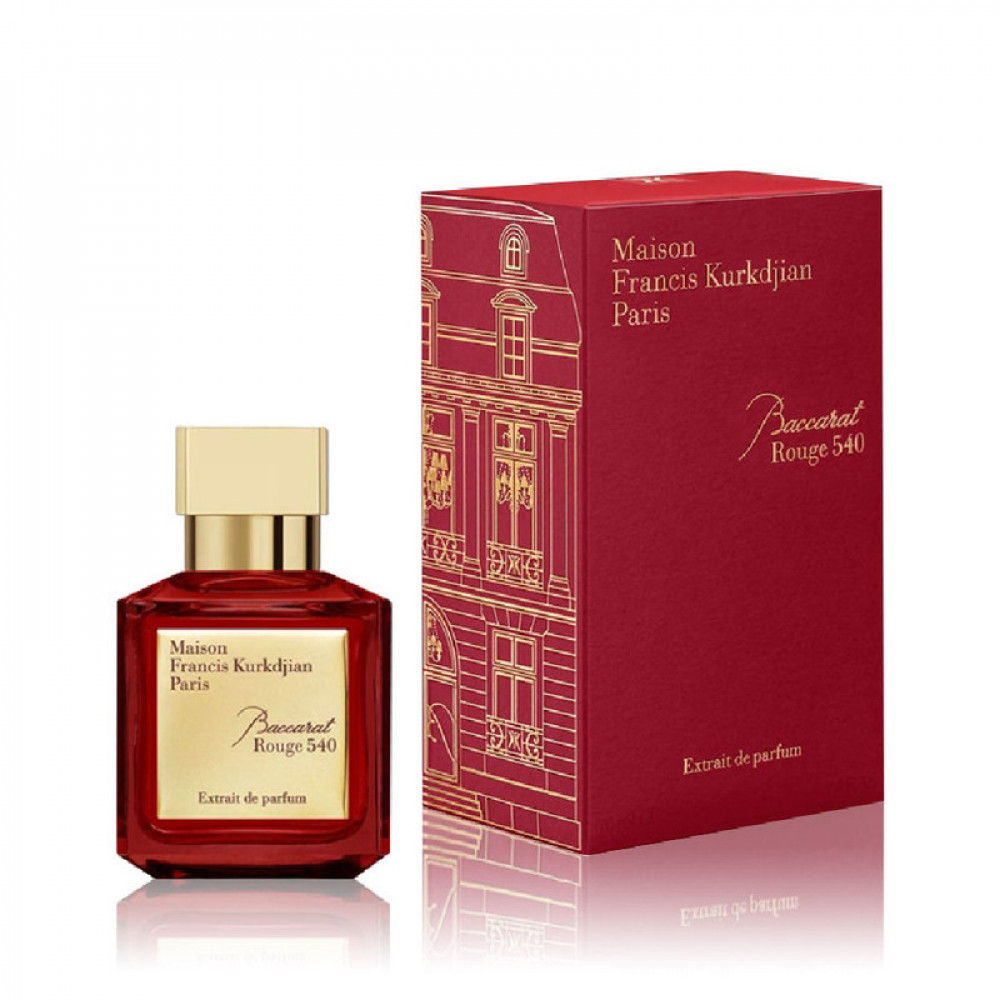 Maison
Francis Kurkdjian
Paris
Baccarat
Rouge 540
Extrait de parfum
Maison
Francis Kurkdjian
Paris
Baccarat
Rouge 540
Extrait de parfum